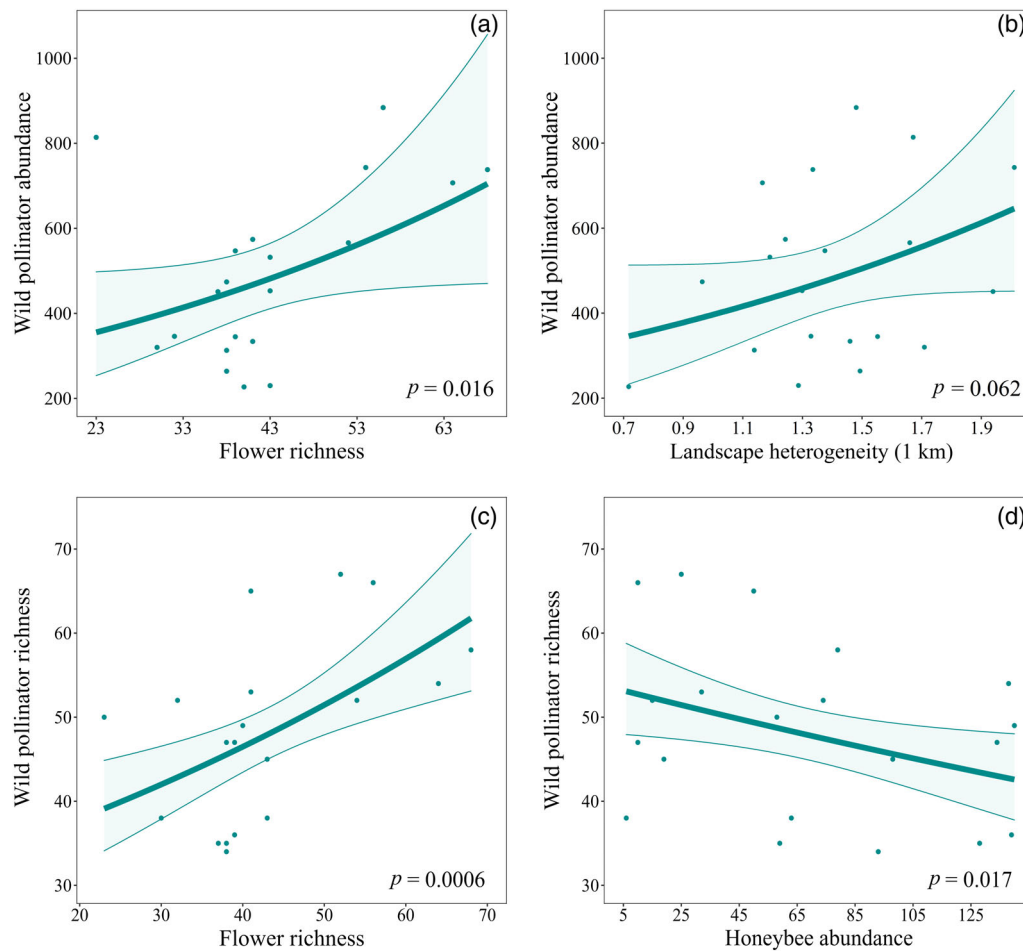 (a)
Wild pollinator abundance
1000
800
600
400
200
p = 0.016
23 33 43 53 63
Flower richness
(b)
Wild pollinator abundance
1000
800
600
400
200
p = 0.062
0.7 0.9 1.1 1.3 1.5 1.7 1.9
Landscape heterogeneity (1 km)
(c)
Wild pollinator richness
70
60
50
40
30
p = 0.0006
20 30 40 50 60 70
Flower richness
(d)
Wild pollinator richness
70
60
50
40
30
p = 0.017
5 25 45 65 85 105 125
Honeybee abundance